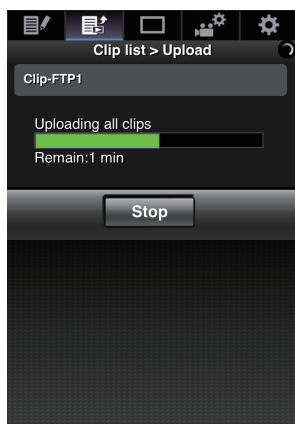 Clip list > Upload
Clip-FTP1
Uploading all clips
Remain:1 min
Stop